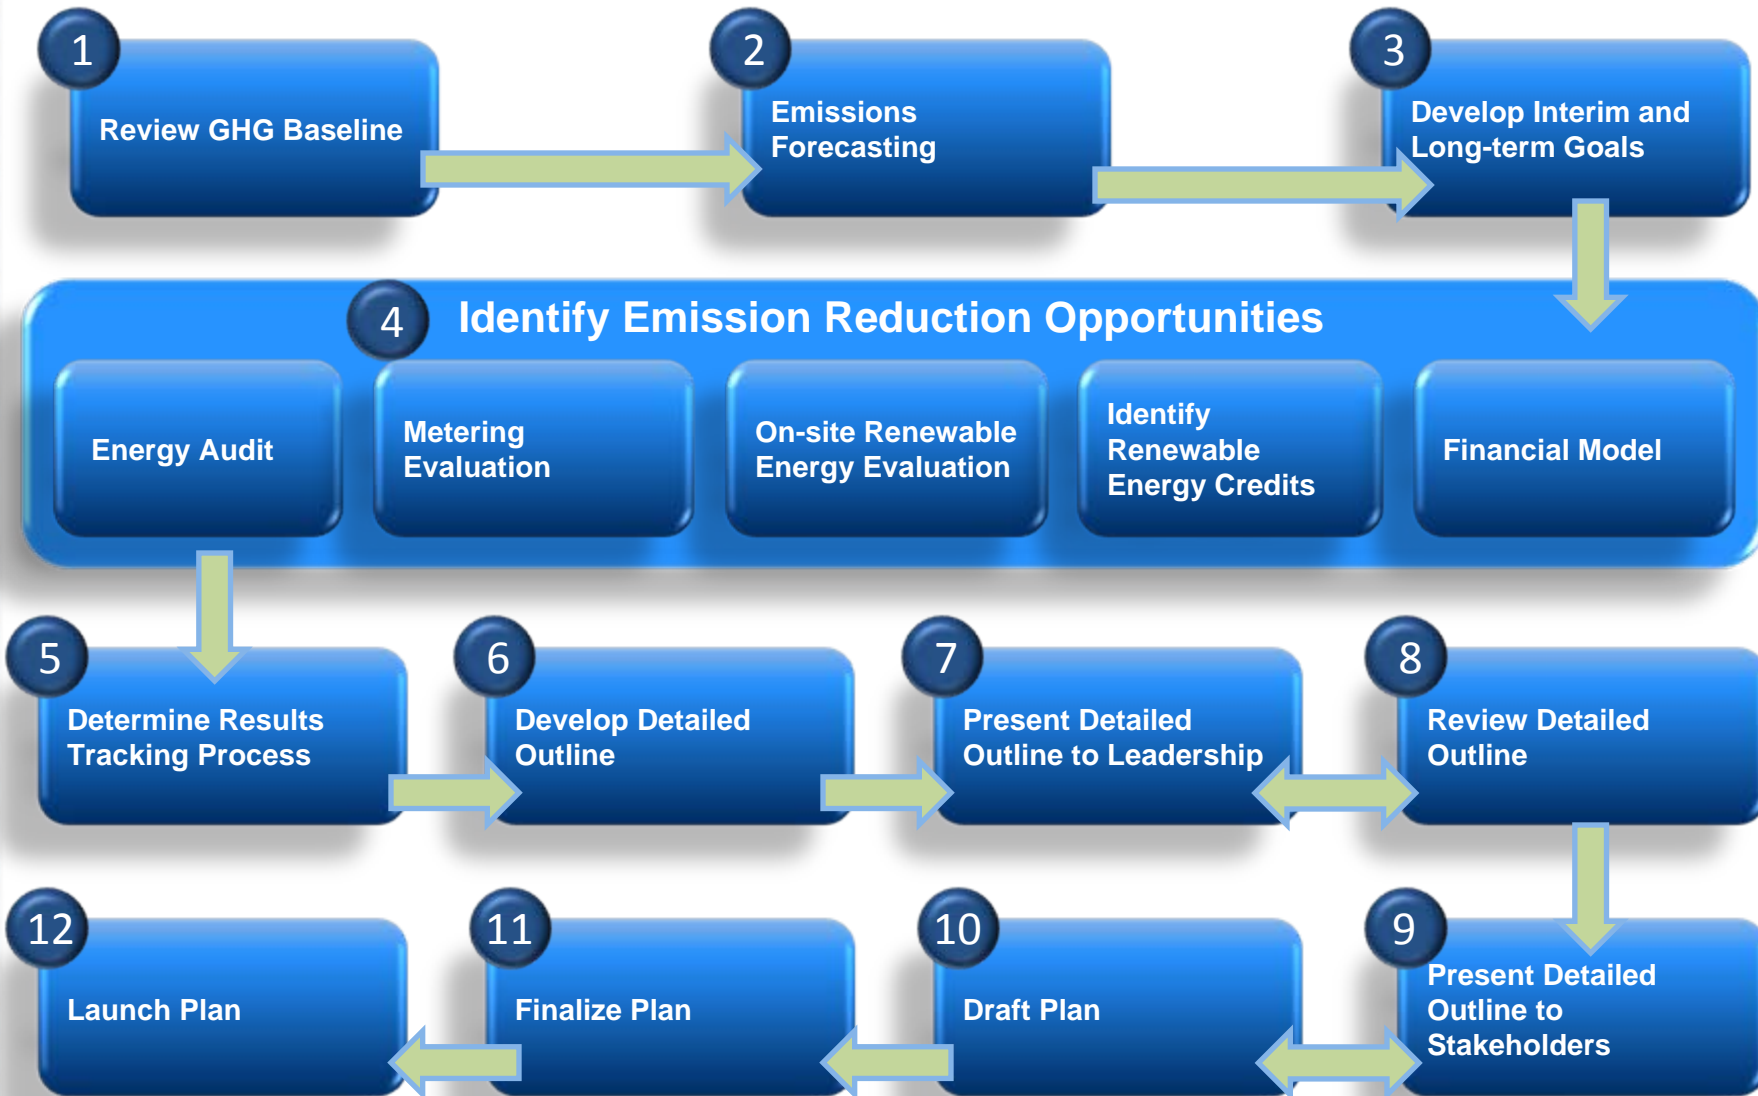 1
Review GHG Baseline
2
Emissions
Forecasting
3
Develop Interim and
Long-term Goals
4
Identify Emission Reduction Opportunities
Energy Audit
Metering
Evaluation
On-site Renewable
Energy Evaluation
Identify
Renewable
Energy Credits
Financial Model
5
Determine Results
Tracking Process
6
Develop Detailed
Outline
7
Present Detailed
Outline to Leadership
8
Review Detailed
Outline
12
Launch Plan
11
Finalize Plan
10
Draft Plan
9
Present Detailed
Outline to
Stakeholders